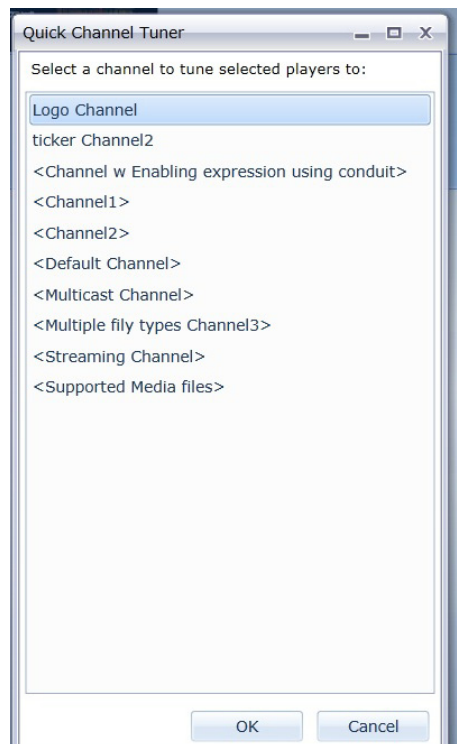 Quick Channel Tuner
Select a channel to tune selected players to:
Logo Channel
ticker Channel2
<Channel w Enabling expression using conduit>
<Channel1>
<Channel2>
<Default Channel>
<Multicast Channel>
<Multiple fily types Channel3>
<Streaming Channel>
<Supported Media files>
OK Cancel